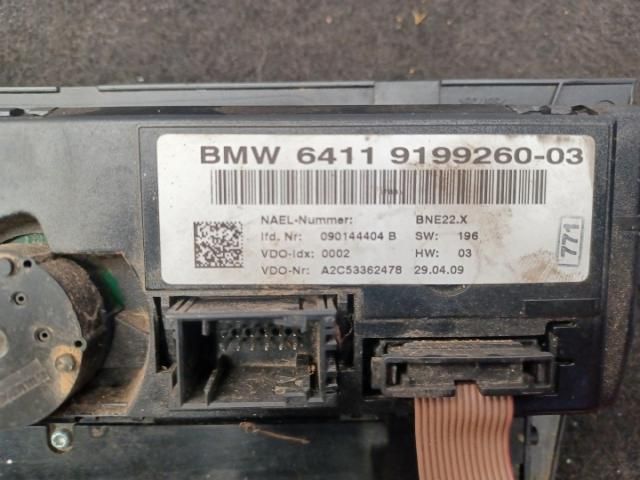 BMW 6411 9199260-03
NAEL-Nummer: BNE22.X
lfd. Nr: 090144404 B SW: 196
VDO-Idx: 0002 HW: 03
VDO-Nr: A2C53362478 29.04.09
771